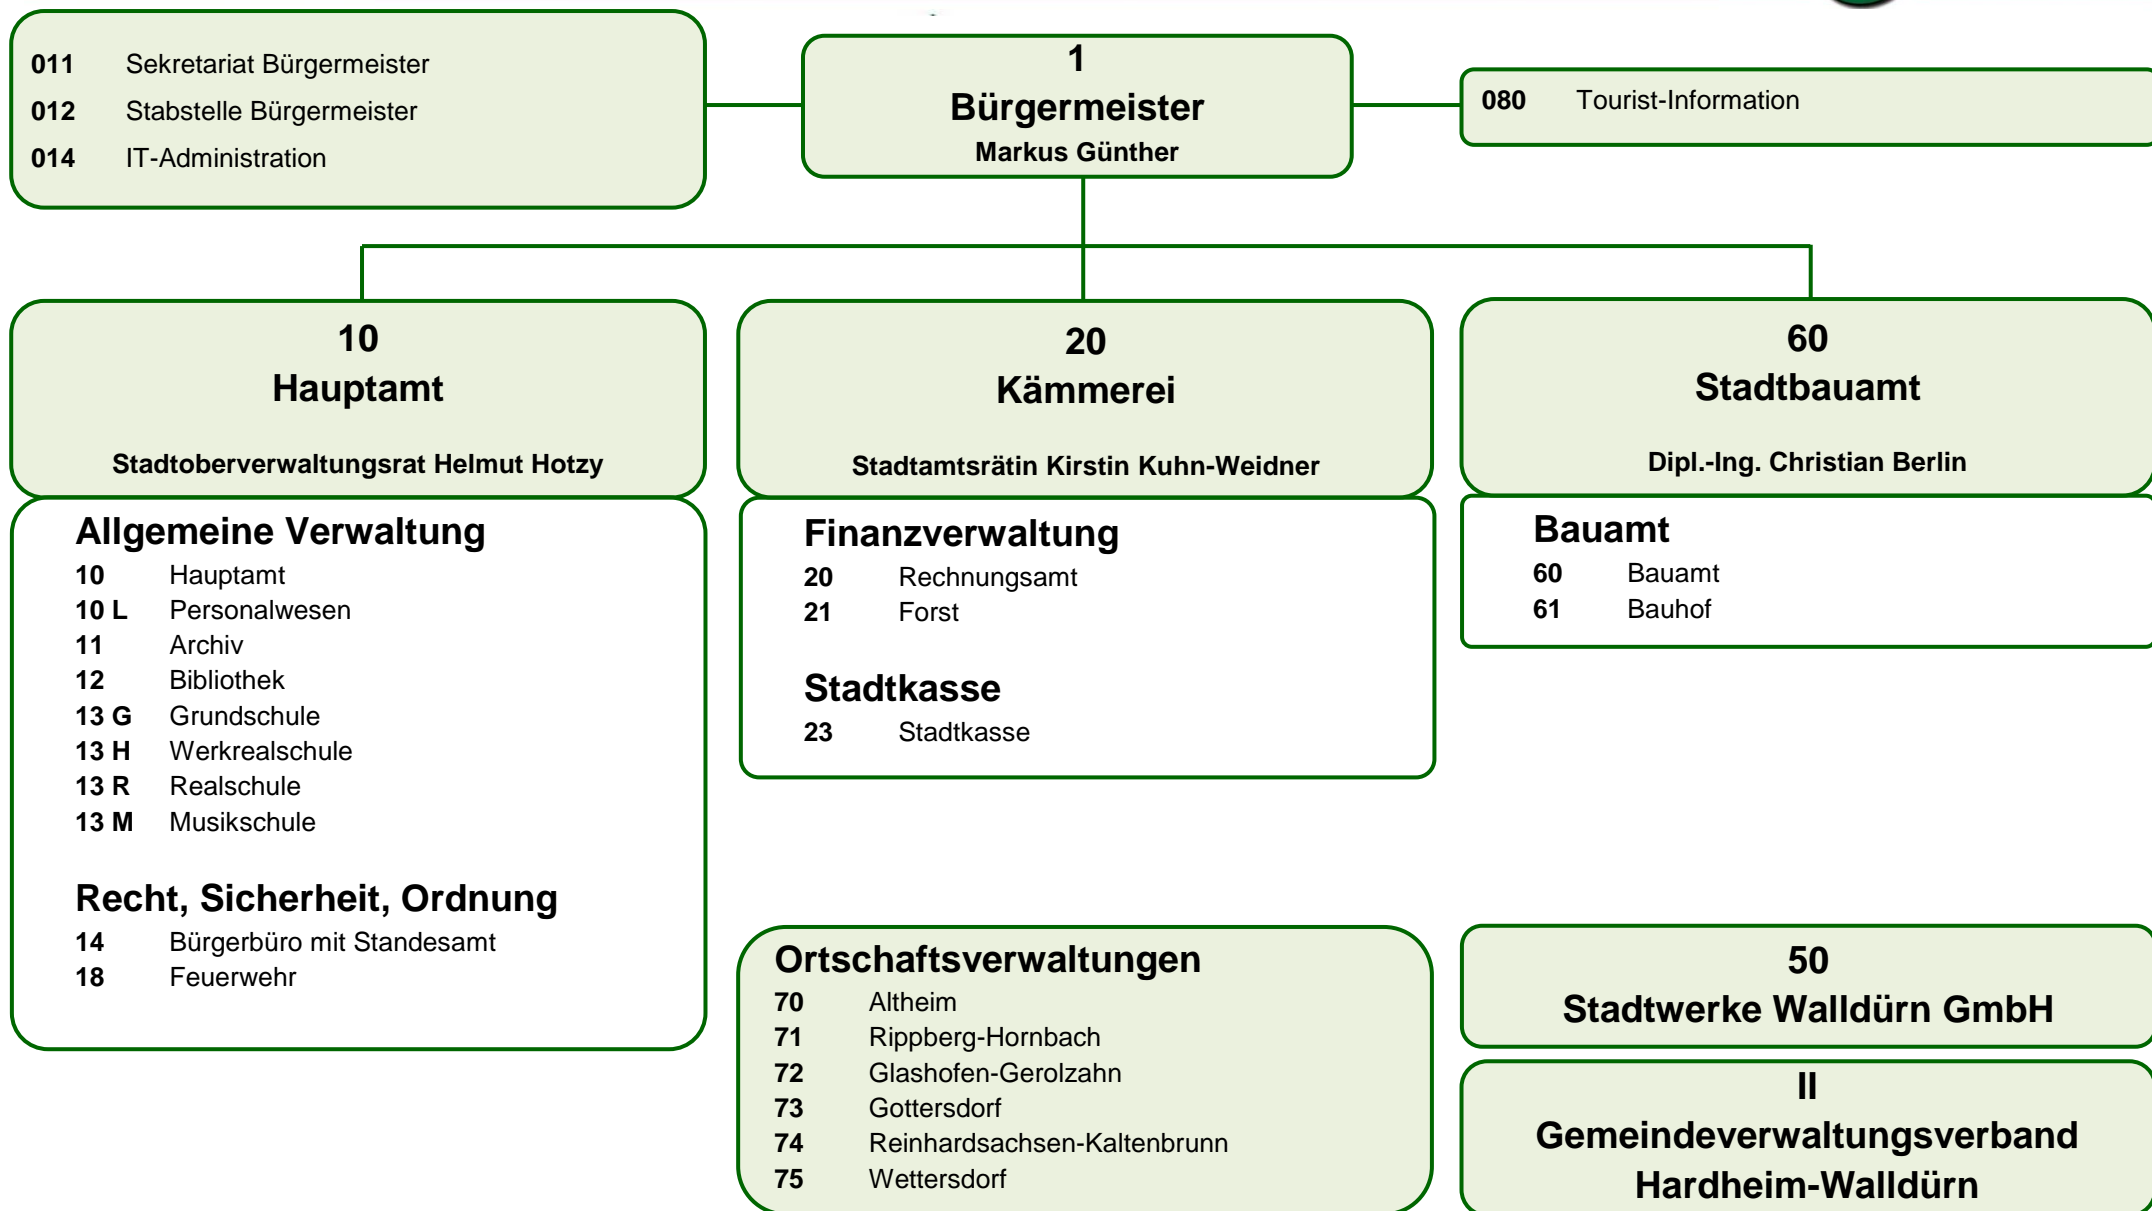 011 Sekretariat Bürgermeister
012 Stabstelle Bürgermeister
014 IT-Administration
1
Bürgermeister
Markus Günther
080 Tourist-Information
10
Hauptamt
Stadtoberverwaltungsrat Helmut Hotzy
Allgemeine Verwaltung
10 Hauptamt
10 L Personalwesen
11 Archiv
12 Bibliothek
13 G Grundschule
13 H Werkrealschule
13 R Realschule
13 M Musikschule
Recht, Sicherheit, Ordnung
14 Bürgerbüro mit Standesamt
18 Feuerwehr
20
Kämmerei
Stadtamtsrätin Kirstin Kuhn-Weidner
Finanzverwaltung
20 Rechnungsamt
21 Forst
Stadtkasse
23 Stadtkasse
60
Stadtbauamt
Dipl.-Ing. Christian Berlin
Bauamt
60 Bauamt
61 Bauhof
Ortschaftsverwaltungen
70 Altheim
71 Rippberg-Hornbach
72 Glashofen-Gerolzahn
73 Gottersdorf
74 Reinhardsachsen-Kaltenbrunn
75 Wettersdorf
50
Stadtwerke Walldürn GmbH
II
Gemeindeverwaltungsverband
Hardheim-Walldürn